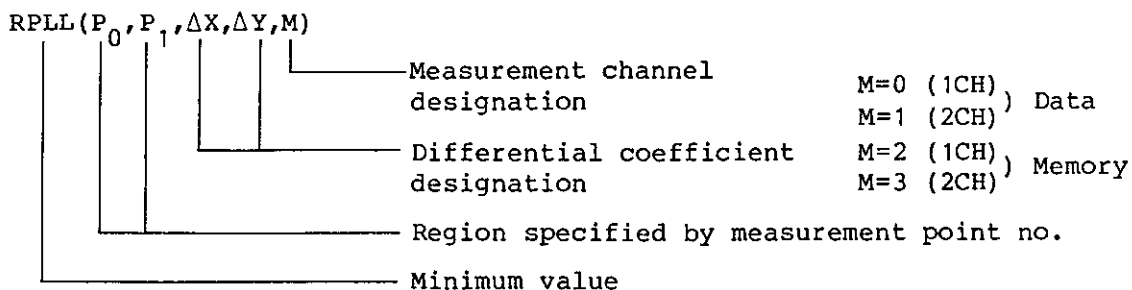 RPLL(P0,P1,ΔX,ΔY,M)
Measurement channel
designation
M=0 (1CH)
M=1 (2CH)
) Data
Differential coefficient
designation
M=2 (1CH)
M=3 (2CH)
) Memory
Region specified by measurement point no.
Minimum value